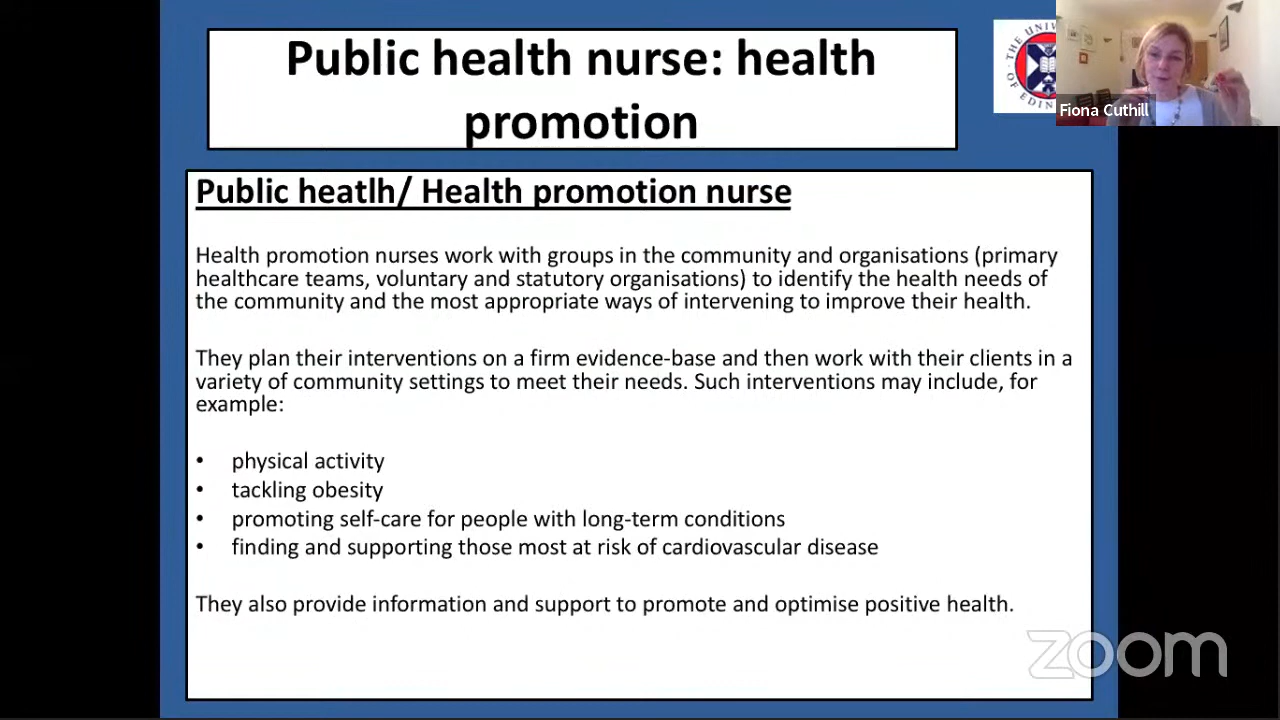 Public health nurse: health
promotion
THE UNIV
OF EDIN
Fiona Cuthill
Public heatlh/ Health promotion nurse
Health promotion nurses work with groups in the community and organisations (primary
healthcare teams, voluntary and statutory organisations) to identify the health needs of
the community and the most appropriate ways of intervening to improve their health.
They plan their interventions on a firm evidence-base and then work with their clients in a
variety of community settings to meet their needs. Such interventions may include, for
example:
• physical activity
• tackling obesity
• promoting self-care for people with long-term conditions
• finding and supporting those most at risk of cardiovascular disease
They also provide information and support to promote and optimise positive health.
zoom